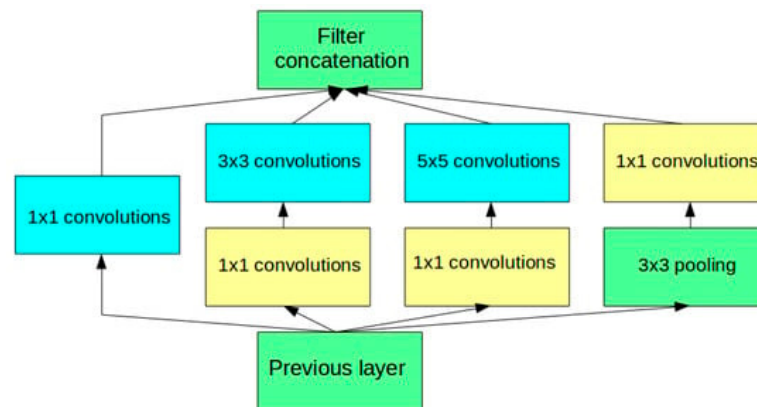 Filter
concatenation
3x3 convolutions
5x5 convolutions
1x1 convolutions
1x1 convolutions
1x1 convolutions
1x1 convolutions
3x3 pooling
Previous layer